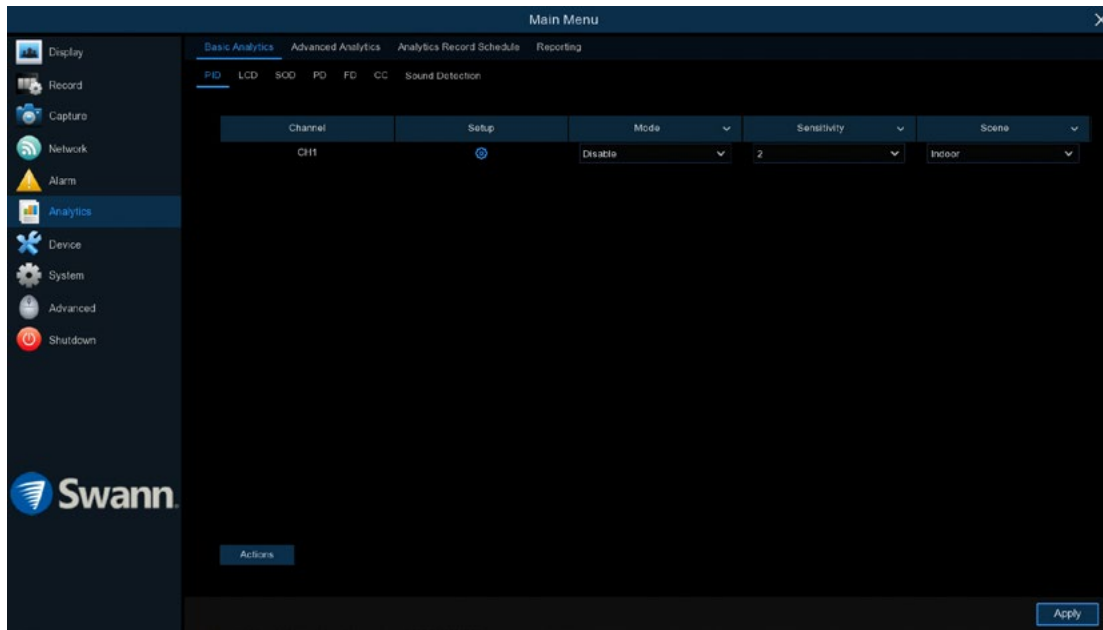 Main Menu
Display
Record
Capture
Network
Alarm
Analytics
Device
System
Advanced
Shutdown
Swann.
Basic Analytics Advanced Analytics Analytics Record Schedule Reporting
PID LCD SOD PD FD CC Sound Detection
Channel Setup Mode Sensitivity Scene
CH1 Disable 2 Indoor
Actions
Apply